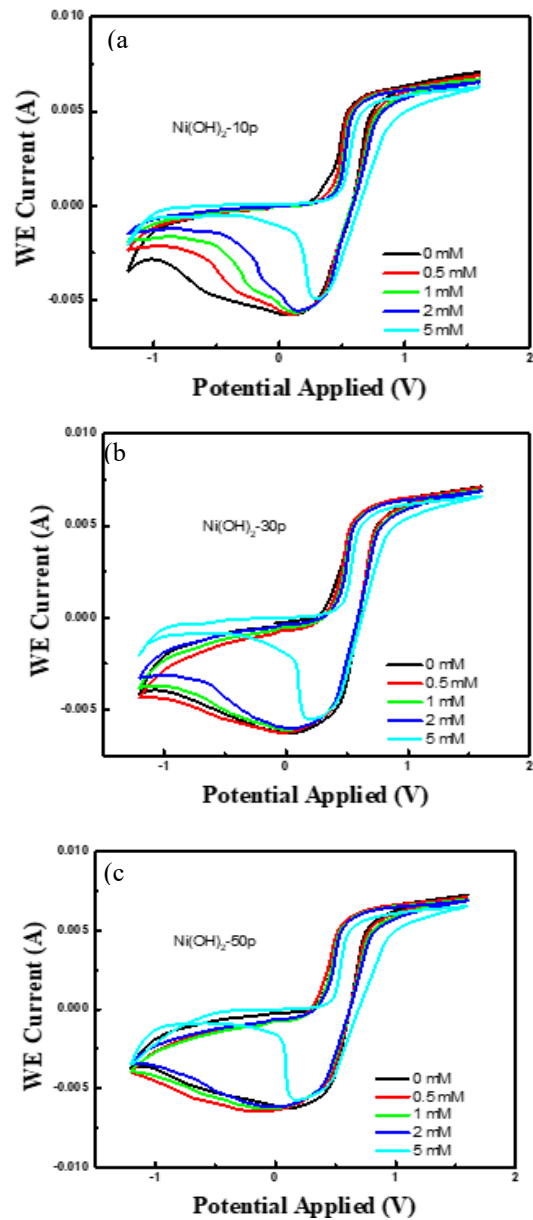 (a
0.010
0.005
0.000
-0.005
WE Current (A)
Ni(OH)₂-10p
0 mM
0.5 mM
1 mM
2 mM
5 mM
-1
0
1
2
Potential Applied (V)
(b
0.010
0.005
0.000
-0.005
WE Current (A)
Ni(OH)₂-30p
0 mM
0.5 mM
1 mM
2 mM
5 mM
-1
0
1
2
Potential Applied (V)
(c
0.010
0.005
0.000
-0.005
-0.010
WE Current (A)
Ni(OH)₂-50p
0 mM
0.5 mM
1 mM
2 mM
5 mM
-1
0
1
2
Potential Applied (V)